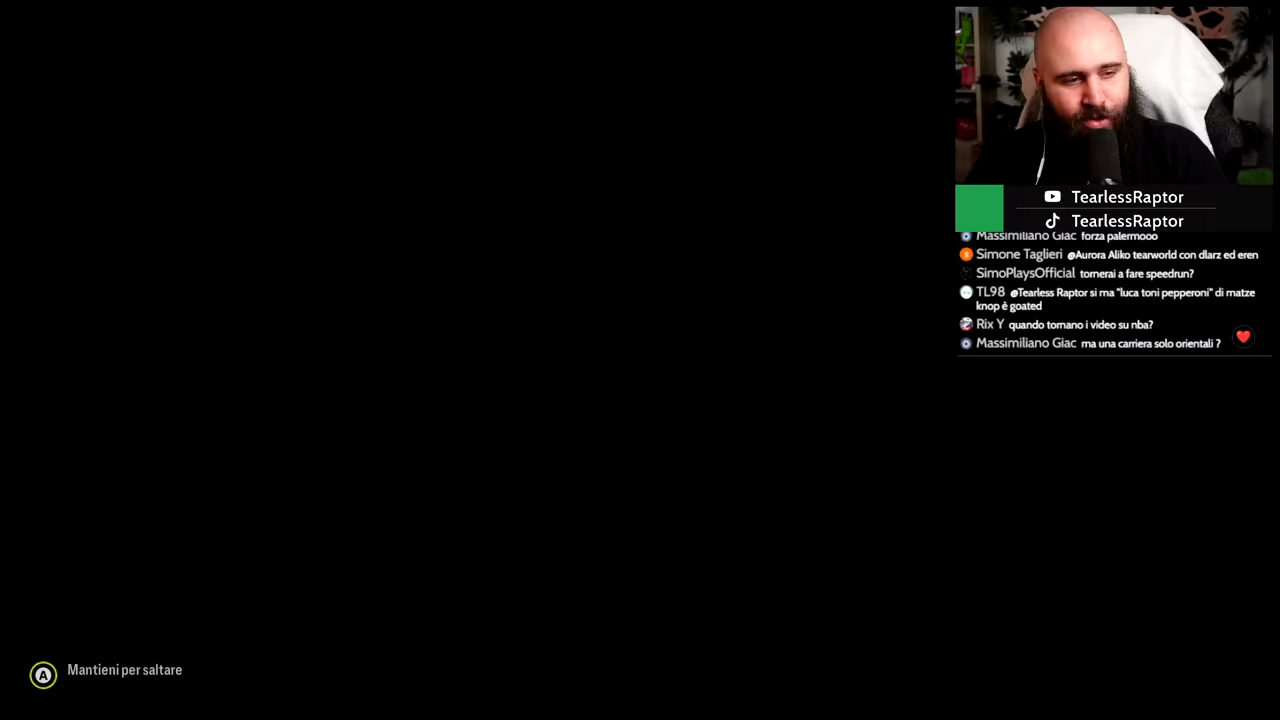 TearlessRaptor
TearlessRaptor
Massimiliano Giac forza palermooo
Simone Taglieri @Aurora Aliko tearworld con dlarz ed eren
SimoPlaysOfficial tornerai a fare speedrun?
TL98 @Tearless Raptor si ma "luca toni pepperoni" di matze
knop è goated
Rix Y quando tornano i video su nba?
Massimiliano Giac ma una carriera solo orientali ?
A Mantieni per saltare